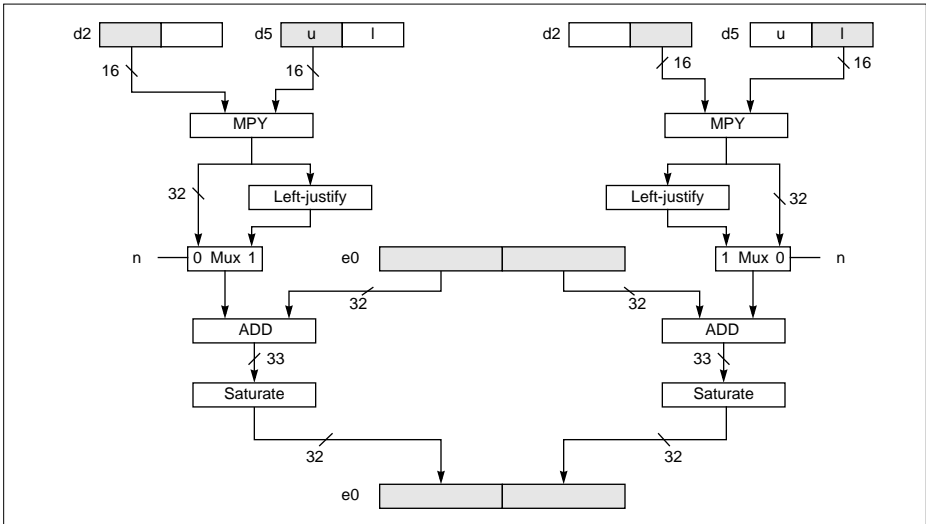 d2 d5 u l d2 d5 u l
16 16 16 16
MPY MPY
32 Left-justify Left-justify 32
n 0 Mux 1 e0 1 Mux 0 n
32 32
ADD ADD
33 33
Saturate Saturate
32 32
e0